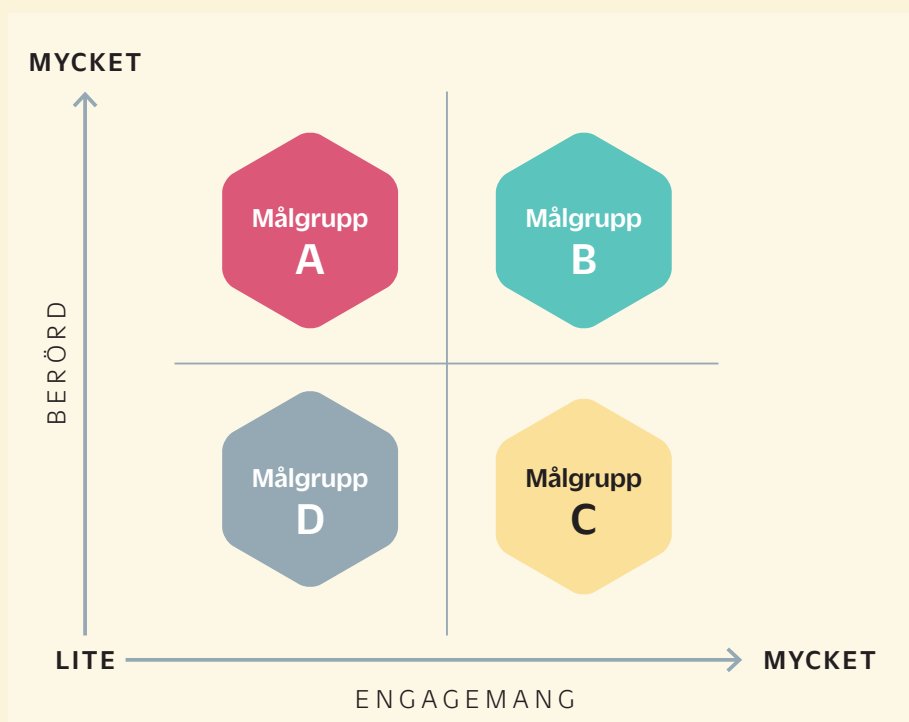 MYCKET
Målgrupp
A
Målgrupp
B
BERÖRD
Målgrupp
D
Målgrupp
C
LITE
MYCKET
ENGAGEMANG